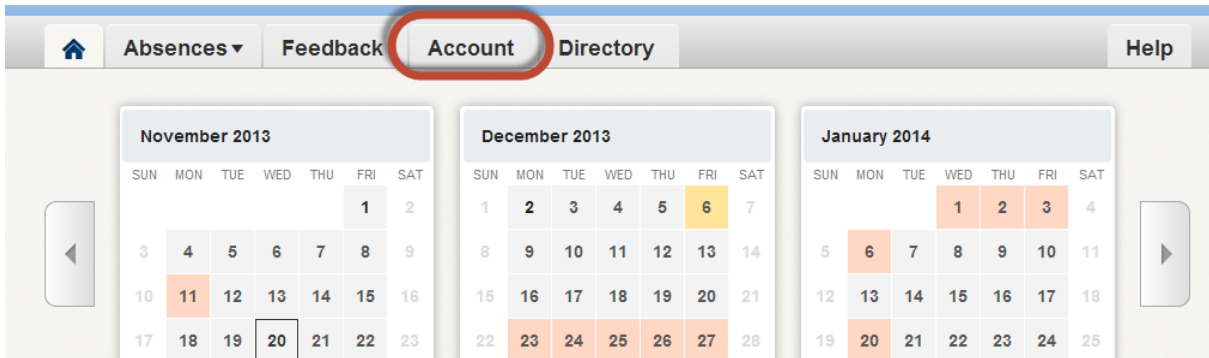 Absences▾ Feedback Account Directory Help
November 2013 December 2013 January 2014
SUN MON TUE WED THU FRI SAT SUN MON TUE WED THU FRI SAT SUN MON TUE WED THU FRI SAT
1 2 1 2 3 4 5 6 7 1 2 3 4
3 4 5 6 7 8 9 8 9 10 11 12 13 14 5 6 7 8 9 10 11
10 11 12 13 14 15 16 15 16 17 18 19 20 21 12 13 14 15 16 17 18
17 18 19 20 21 22 23 22 23 24 25 26 27 28 19 20 21 22 23 24 25